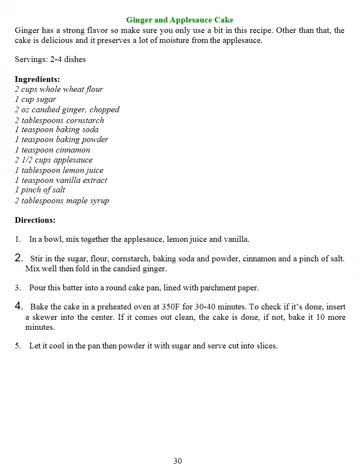 Ginger and Applesauce Cake
Ginger has a strong flavor so make sure you only use a bit in this recipe. Other than that, the
cake is delicious and it preserves a lot of moisture from the applesauce.
Servings: 2-4 dishes
Ingredients:
2 cups whole wheat flour
1 cup sugar
2 oz candied ginger, chopped
2 tablespoons cornstarch
1 teaspoon baking soda
1 teaspoon baking powder
1 teaspoon cinnamon
2 1/2 cups applesauce
1 tablespoon lemon juice
1 teaspoon vanilla extract
1 pinch of salt
2 tablespoons maple syrup
Directions:
1. In a bowl, mix together the applesauce, lemon juice and vanilla.
2. Stir in the sugar, flour, cornstarch, baking soda and powder, cinnamon and a pinch of salt.
Mix well then fold in the candied ginger.
3. Pour this batter into a round cake pan, lined with parchment paper.
4. Bake the cake in a preheated oven at 350F for 30-40 minutes. To check if it's done, insert
a skewer into the center. If it comes out clean, the cake is done, if not, bake it 10 more
minutes.
5. Let it cool in the pan then powder it with sugar and serve cut into slices.
30